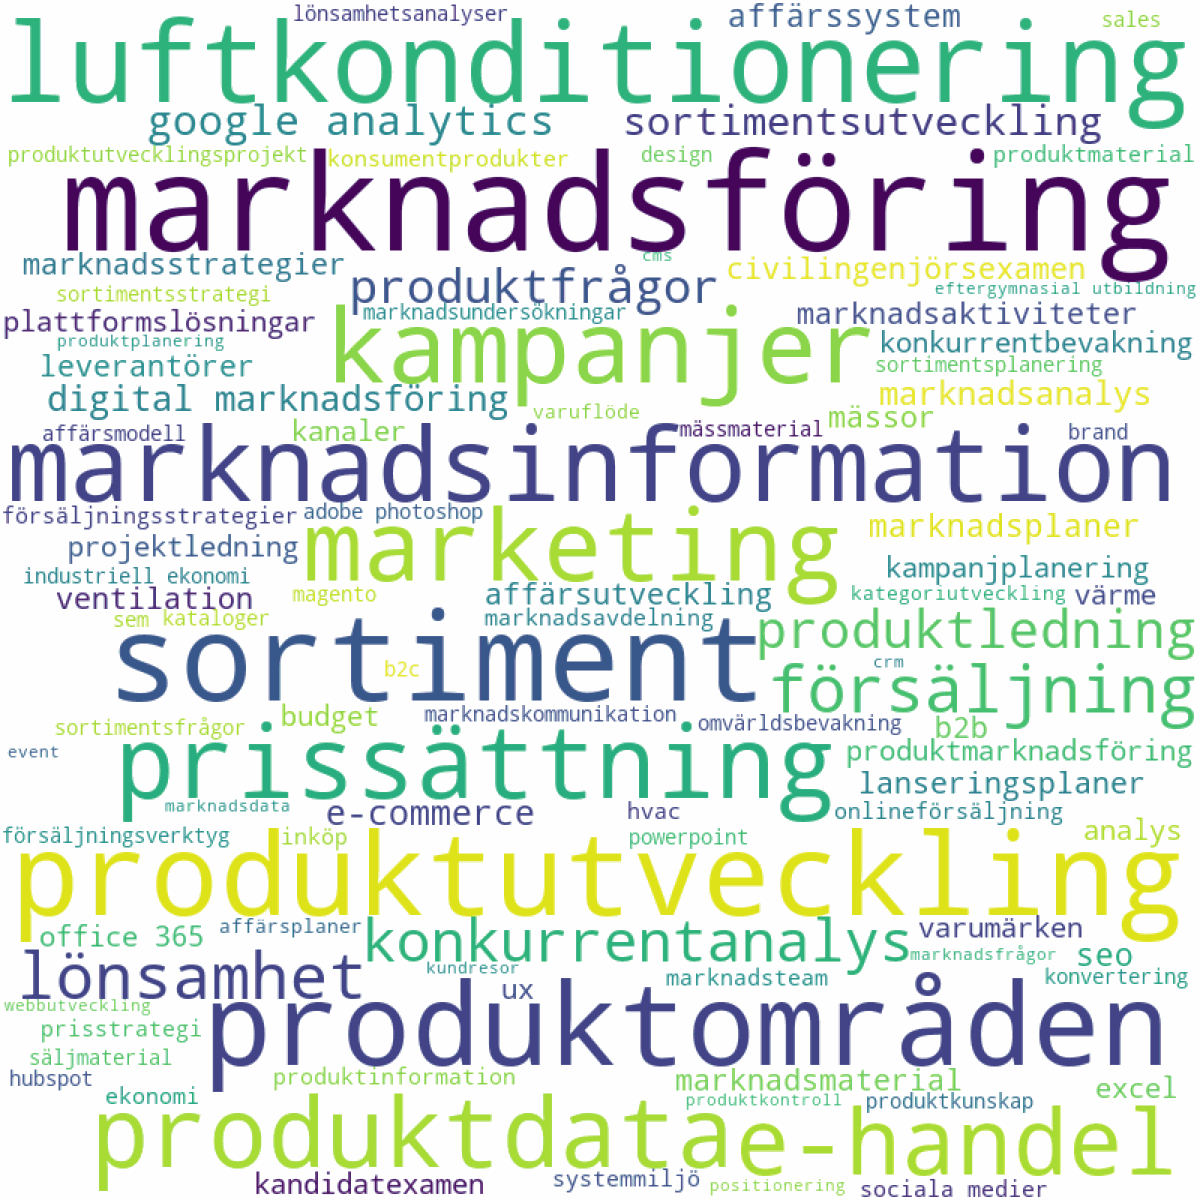 lönsamhetsanalyser
affärssystem
sales
luftkonditionering
google analytics
sortimentsutveckling
produktutvecklingsprojekt
konsumentprodukter
design
produktmaterial
marknadsföring
marknadsstrategier
cms
civilingenjörsexamen
produktfrågor
sortimentsstrategi
eftergymnasial utbildning
plattformslösningar
marknadsundersökningar
marknadsaktiviteter
produktplanering
kampanjer
konkurrentbevakning
leverantörer
sortimentsplanering
digital marknadsföring
marknadsanalys
varuflöde
mässor
affärsmodell
kanaler
mässmaterial
brand
marknadsinformation
försäljningsstrategier
adobe photoshop
marknadsplaner
projektledning
marketing
industriell ekonomi
kampanjplanering
ventilation
magento
affärsutveckling
kategoriutveckling
värme
sem
kataloger
marknadsavdelning
produktledning
sortiment
b2c
crm
försäljning
sortimentsfrågor
budget
marknadskommunikation
omvärldsbevakning
b2b
event
prissättning
produktmarknadsföring
lanseringsplaner
marknadsdata
e-commerce
hvac
onlineförsäljning
försäljningsverktyg
inköp
powerpoint
analys
produktutveckling
office 365
affärsplaner
konkurrentanalys
varumärken
marknadsfrågor
seo
lönsamhet
kundresor
ux
marknadsteam
konvertering
webbutveckling
prisstrategi
produktområden
säljmaterial
hubspot
produktinformation
marknadsmaterial
excel
ekonomi
produktkontroll
produktkunskap
produktdata
e-handel
kandidatexamen
systemmiljö
positionering
sociala medier